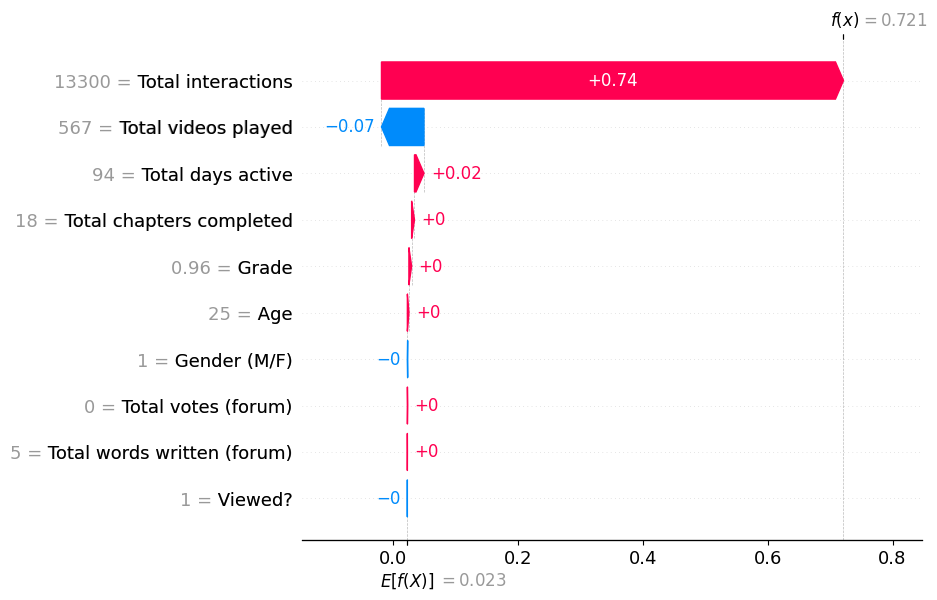 f(x) = 0.721
13300 = Total interactions
+0.74
567 = Total videos played
−0.07
94 = Total days active
+0.02
18 = Total chapters completed
+0
0.96 = Grade
+0
25 = Age
+0
1 = Gender (M/F)
−0
0 = Total votes (forum)
+0
5 = Total words written (forum)
+0
1 = Viewed?
−0
0.0 0.2 0.4 0.6 0.8
E[f(X)] = 0.023